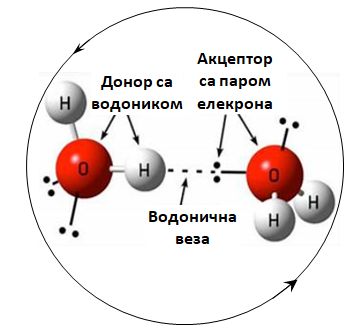 Акцептор
са паром
елекрона
Донор са
водоником
H
O
H
O
H
H
Водонична
веза